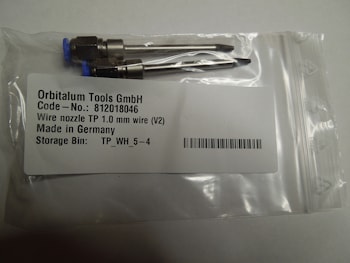 Orbitalum Tools GmbH
Code-No.: 812018046
Wire nozzle TP 1.0 mm wire (V2)
Made in Germany
Storage Bin: TP_WH_5-4